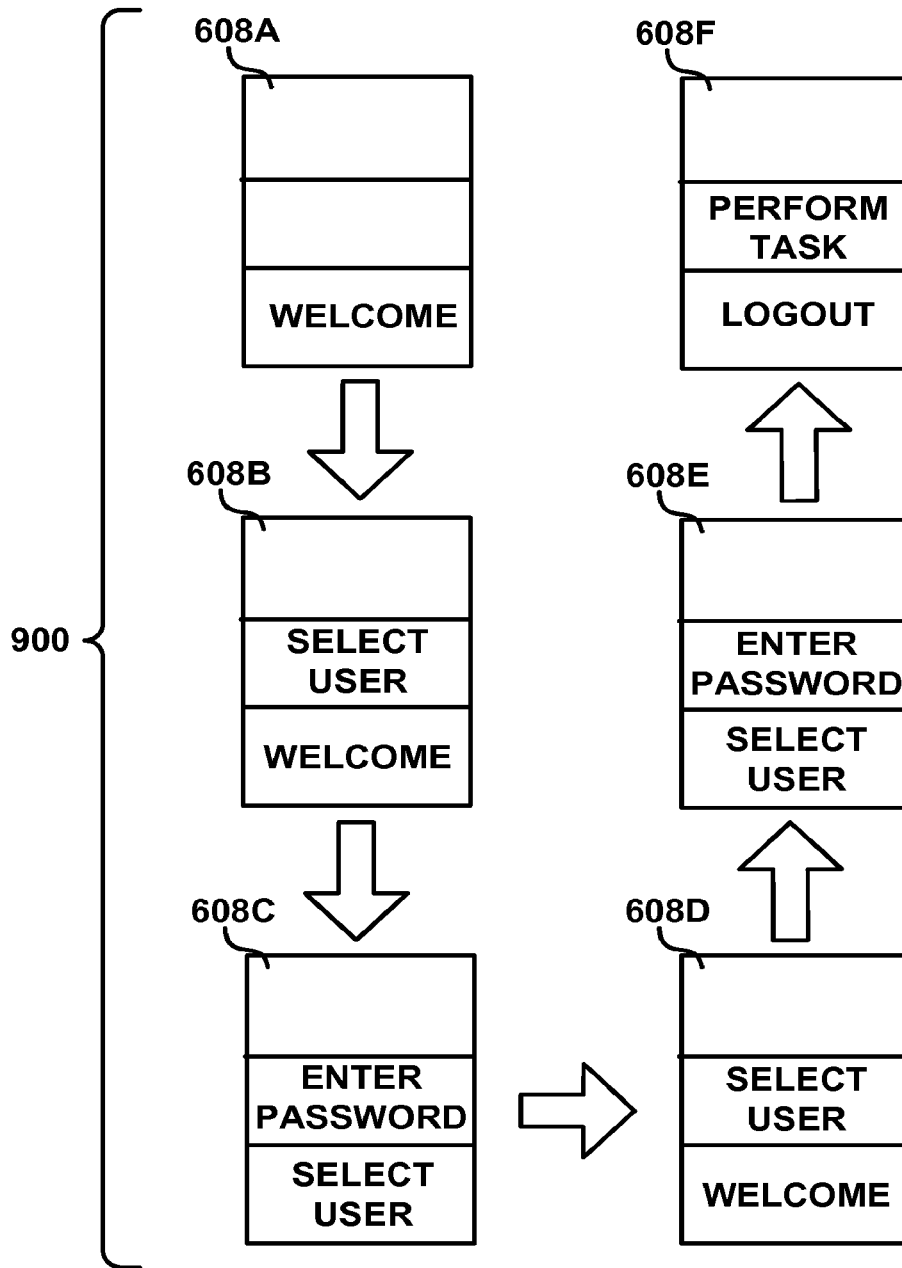 608A
WELCOME
608B
SELECT
USER
WELCOME
900
608C
ENTER
PASSWORD
SELECT
USER
608D
SELECT
USER
WELCOME
608E
ENTER
PASSWORD
SELECT
USER
608F
PERFORM
TASK
LOGOUT